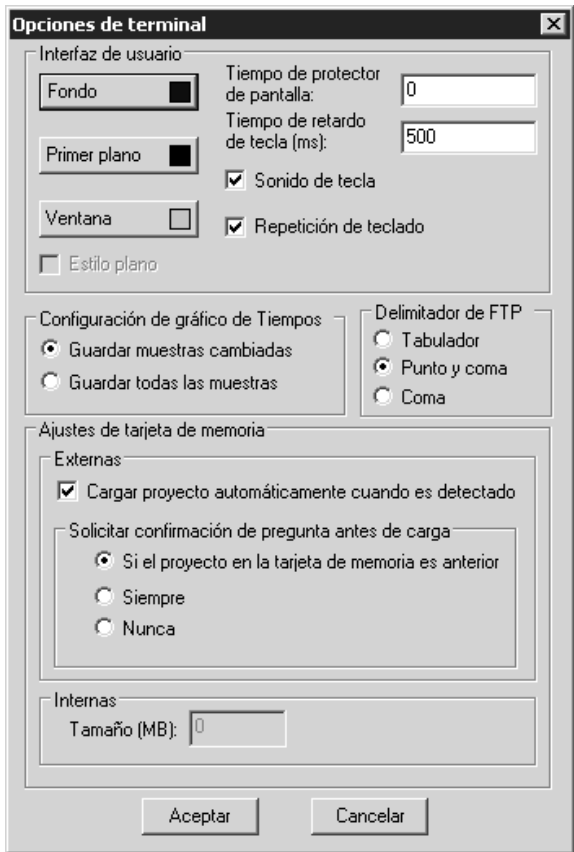 Opciones de terminal
Interfaz de usuario
Fondo
Tiempo de protector
de pantalla:
0
Primer plano
Tiempo de retardo
de tecla (ms):
500
Sonido de tecla
Ventana
Repetición de teclado
Estilo plano
Configuración de gráfico de Tiempos
Guardar muestras cambiadas
Guardar todas las muestras
Delimitador de FTP
Tabulador
Punto y coma
Coma
Ajustes de tarjeta de memoria
Externas
Cargar proyecto automáticamente cuando es detectado
Solicitar confirmación de pregunta antes de carga
Si el proyecto en la tarjeta de memoria es anterior
Siempre
Nunca
Internas
Tamaño (MB): 0
Aceptar
Cancelar